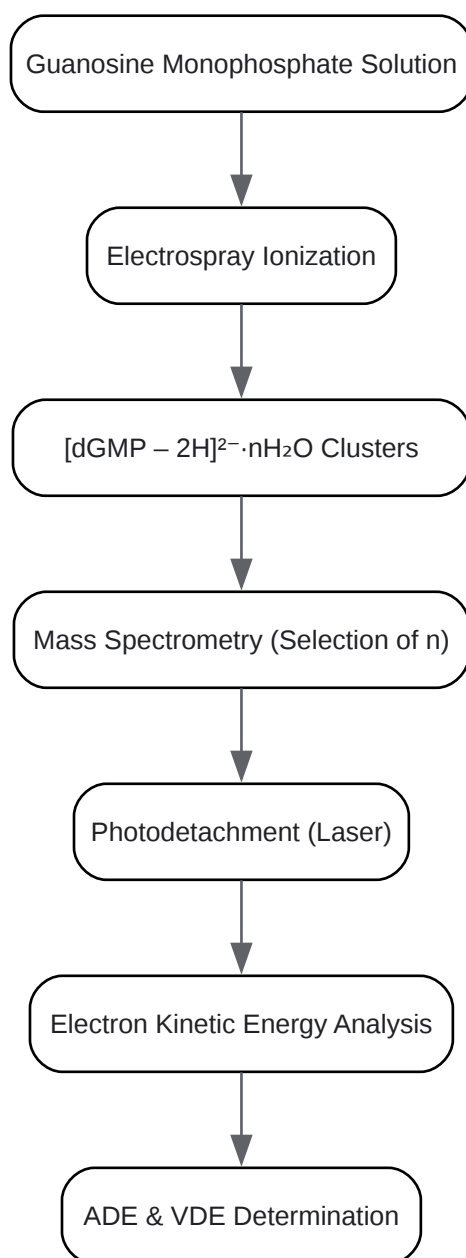 Guanosine Monophosphate Solution
Electrospray Ionization
[dGMP – 2H]²⁻·nH₂O Clusters
Mass Spectrometry (Selection of n)
Photodetachment (Laser)
Electron Kinetic Energy Analysis
ADE & VDE Determination